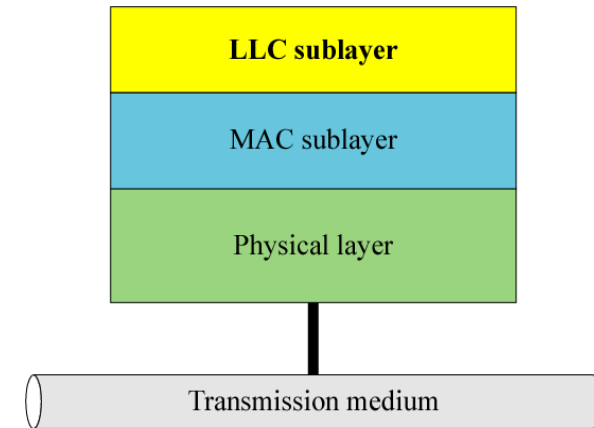 LLC sublayer
MAC sublayer
Physical layer
Transmission medium